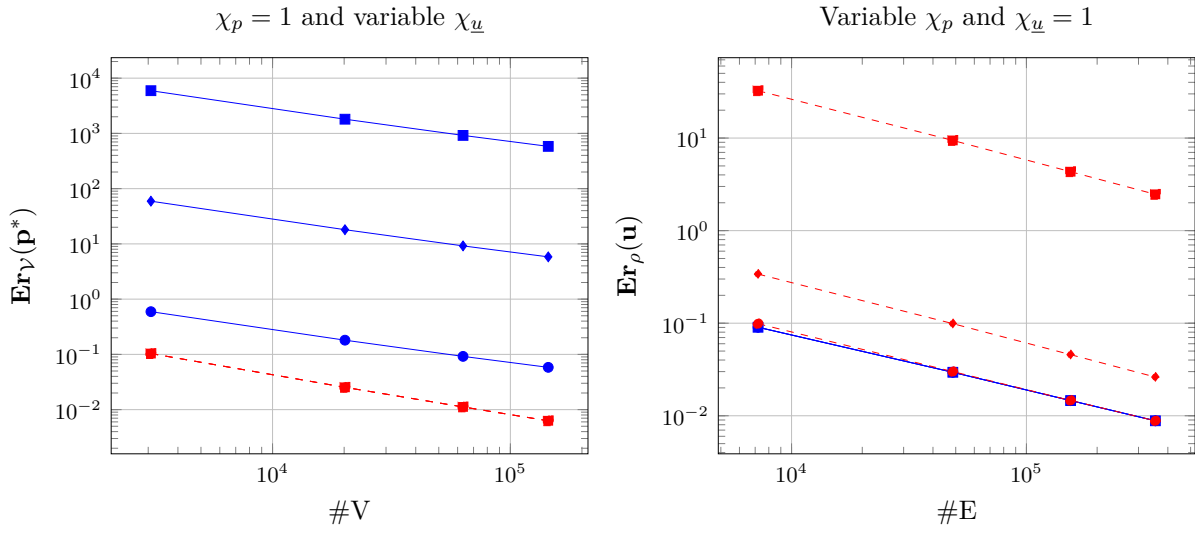 χ_p = 1 and variable χ_u̲
10^4
10^3
10^2
10^1
10^0
10^−1
10^−2
10^4
10^5
Er_𝒱(p*)
#V
Variable χ_p and χ_u̲ = 1
10^1
10^0
10^−1
10^−2
10^4
10^5
Er_ρ(u)
#E